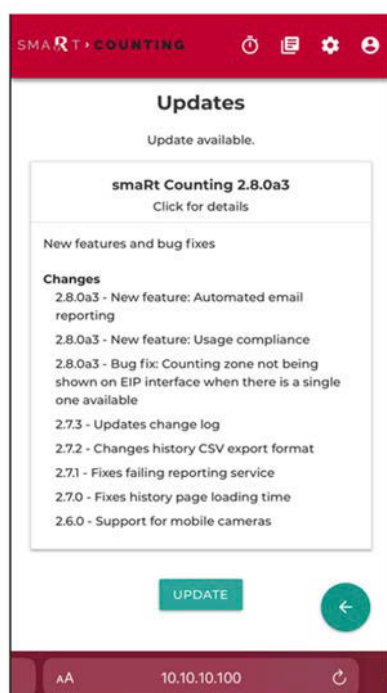 SMART›COUNTING
Updates
Update available.
smaRt Counting 2.8.0a3
Click for details
New features and bug fixes
Changes
2.8.0a3 - New feature: Automated email
reporting
2.8.0a3 - New feature: Usage compliance
2.8.0a3 - Bug fix: Counting zone not being
shown on EIP interface when there is a single
one available
2.7.3 - Updates change log
2.7.2 - Changes history CSV export format
2.7.1 - Fixes failing reporting service
2.7.0 - Fixes history page loading time
2.6.0 - Support for mobile cameras
UPDATE
AA 10.10.10.100